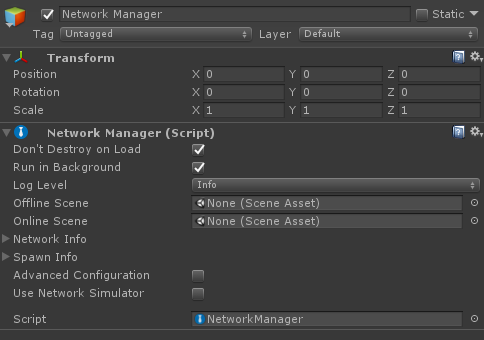 Network Manager Static
Tag Untagged Layer Default
Transform
Position X 0 Y 0 Z 0
Rotation X 0 Y 0 Z 0
Scale X 1 Y 1 Z 1
Network Manager (Script)
Don't Destroy on Load
Run in Background
Log Level Info
Offline Scene None (Scene Asset)
Online Scene None (Scene Asset)
Network Info
Spawn Info
Advanced Configuration
Use Network Simulator
Script NetworkManager